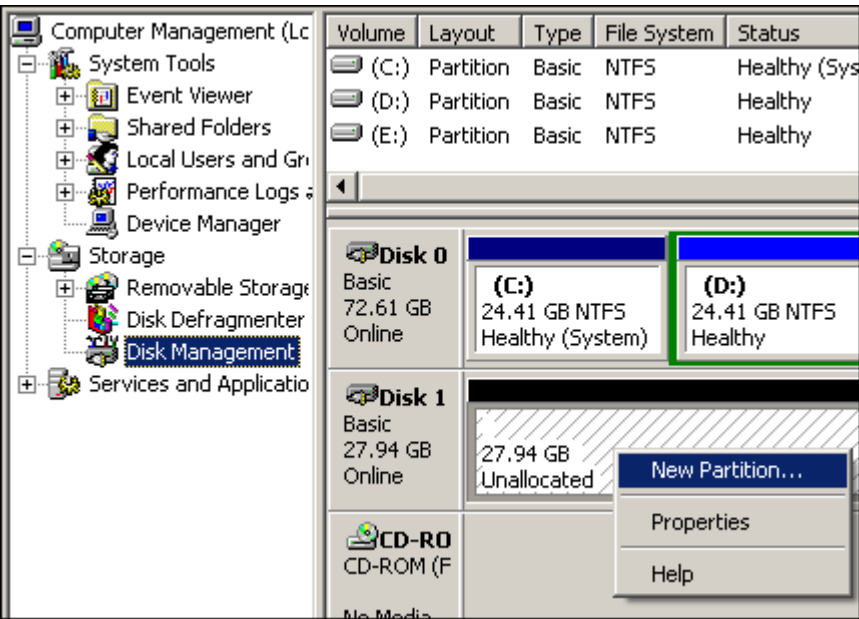 Computer Management (Lc
System Tools
Event Viewer
Shared Folders
Local Users and Gr
Performance Logs a
Device Manager
Storage
Removable Storage
Disk Defragmenter
Disk Management
Services and Applicatio
Volume Layout Type File System Status
(C:) Partition Basic NTFS Healthy (Sys
(D:) Partition Basic NTFS Healthy
(E:) Partition Basic NTFS Healthy
Disk 0
Basic
72.61 GB
Online
(C:)
24.41 GB NTFS
Healthy (System)
(D:)
24.41 GB NTFS
Healthy
Disk 1
Basic
27.94 GB
Online
27.94 GB
Unallocated
New Partition...
Properties
Help
CD-RO
CD-ROM (F
No Media